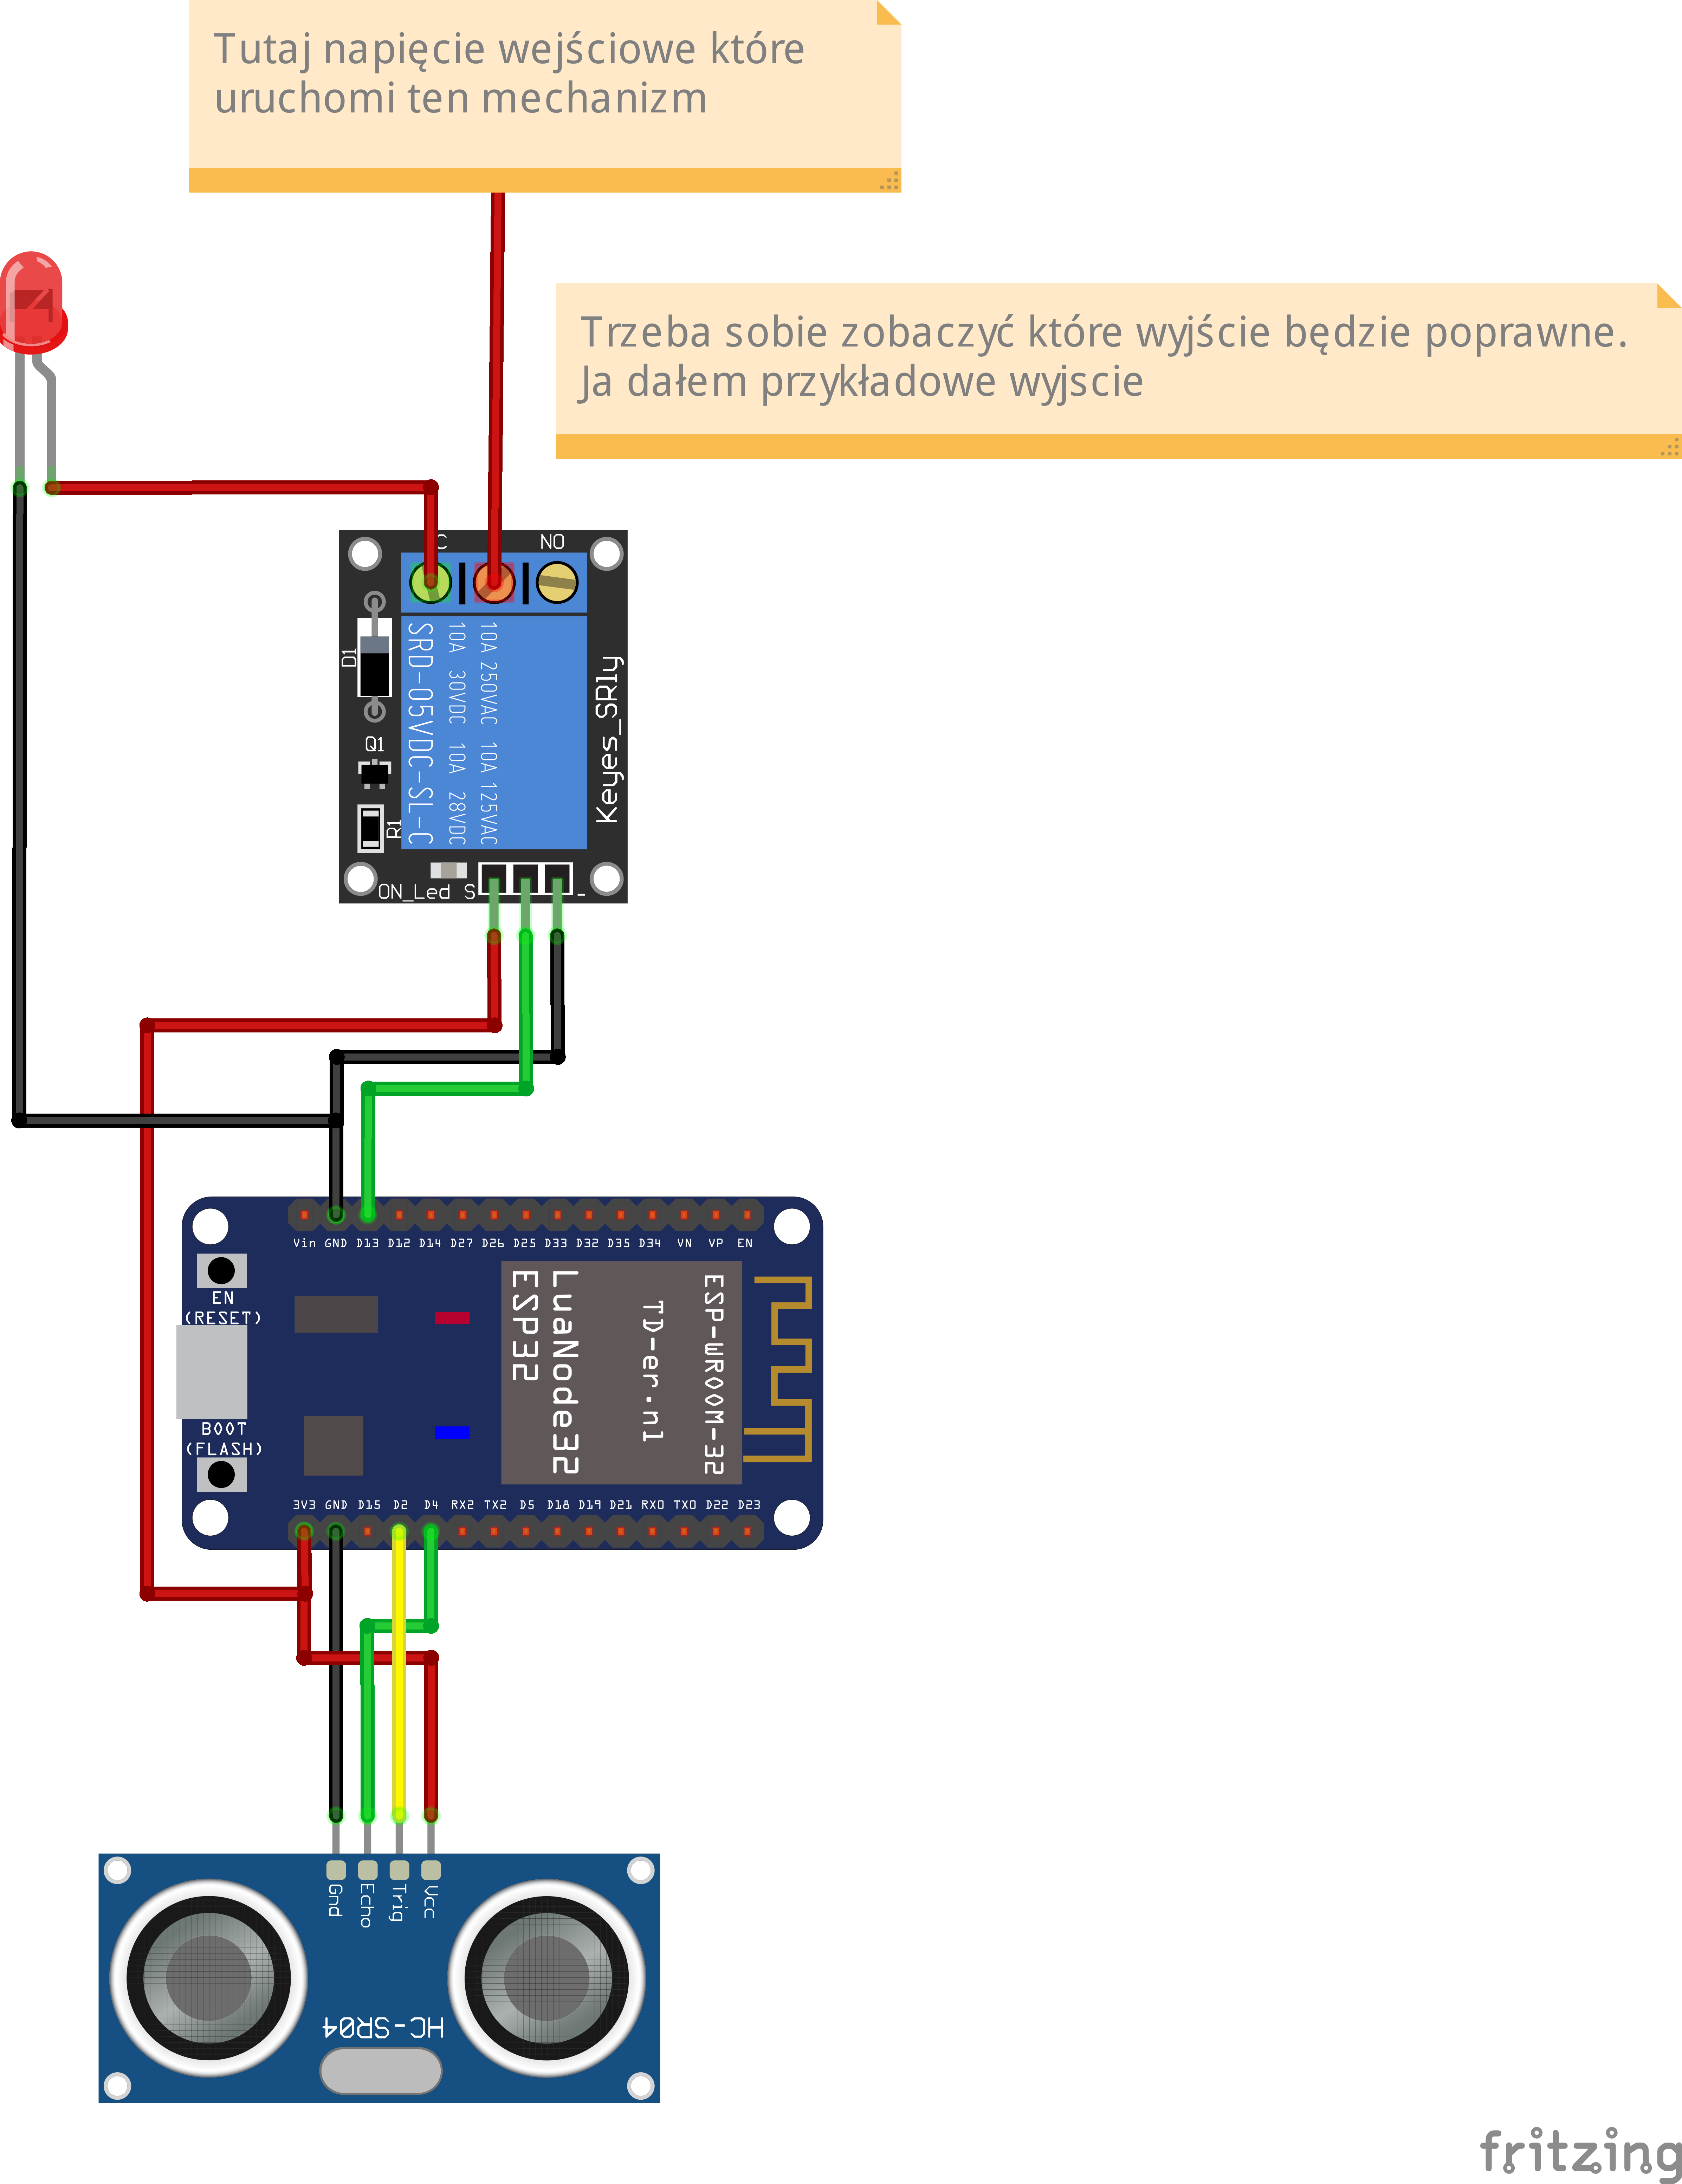 Tutaj napięcie wejściowe które
uruchomi ten mechanizm
Trzeba sobie zobaczyć które wyjście będzie poprawne.
Ja dałem przykładowe wyjscie
C NO
D1
Q1
R1
SRD-05VDC-SL-C
10A 30VDC 10A 28VDC
10A 250VAC 10A 125VAC
Keyes_SRly
ON_Led S -
Vin GND D13 D12 D14 D27 D26 D25 D33 D32 D35 D34 VN VP EN
EN
(RESET)
BOOT
(FLASH)
LuaNode32
ESP32
TD-er.nl
ESP-WROOM-32
3V3 GND D15 D2 D4 RX2 TX2 D5 D18 D19 D21 RX0 TX0 D22 D23
Gnd
Echo
Trig
Vcc
HC-SR04
fritzing